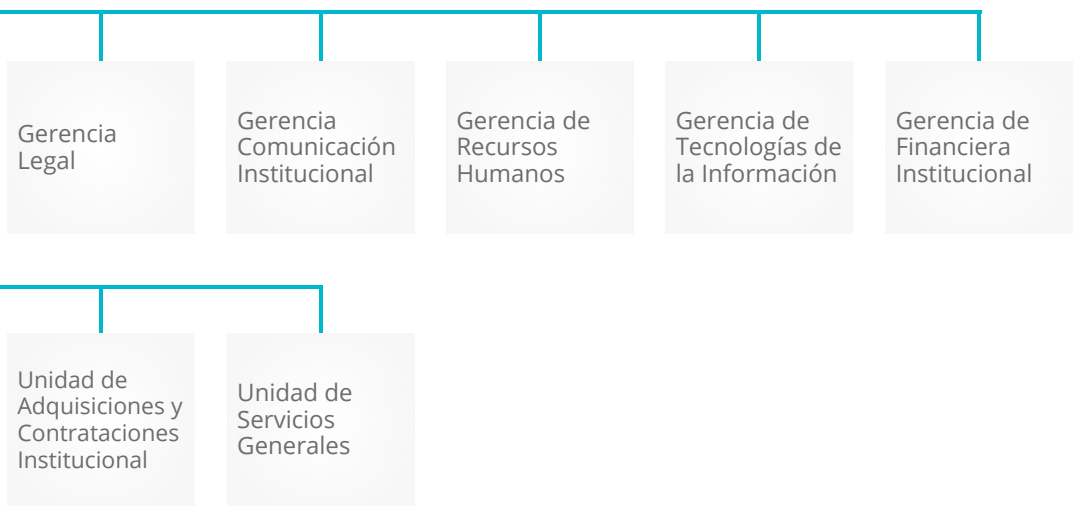 Gerencia
Legal
Gerencia
Comunicación
Institucional
Gerencia de
Recursos
Humanos
Gerencia de
Tecnologías de
la Información
Gerencia de
Financiera
Institucional
Unidad de
Adquisiciones y
Contrataciones
Institucional
Unidad de
Servicios
Generales